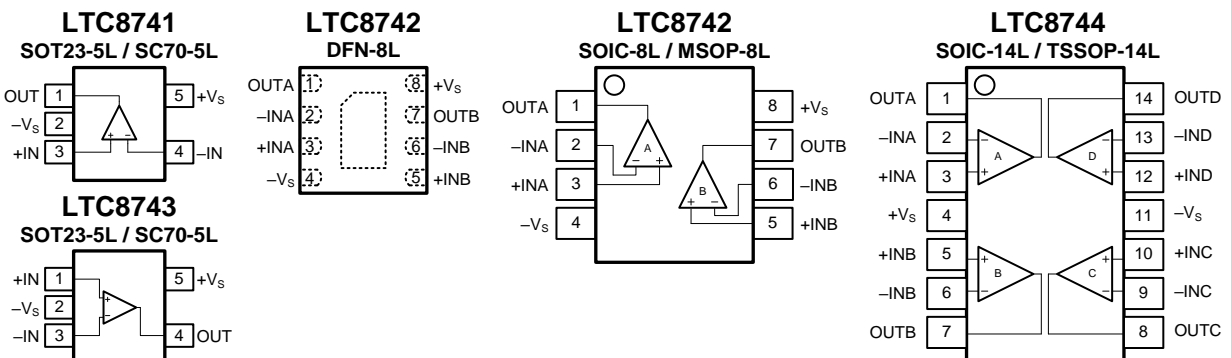 LTC8741
SOT23-5L / SC70-5L
OUT 1 5 +VS
–VS 2
+IN 3 4 –IN
+ –
LTC8743
SOT23-5L / SC70-5L
+IN 1 5 +VS
–VS 2
–IN 3 4 OUT
+
–
LTC8742
DFN-8L
OUTA 1 8 +VS
–INA 2 7 OUTB
+INA 3 6 –INB
–VS 4 5 +INB
LTC8742
SOIC-8L / MSOP-8L
OUTA 1 8 +VS
–INA 2 7 OUTB
+INA 3 6 –INB
–VS 4 5 +INB
A
– +
B
+ –
LTC8744
SOIC-14L / TSSOP-14L
OUTA 1 14 OUTD
–INA 2 – – 13 –IND
A D
+INA 3 + + 12 +IND
+VS 4 11 –VS
+INB 5 + + 10 +INC
B C
–INB 6 – – 9 –INC
OUTB 7 8 OUTC